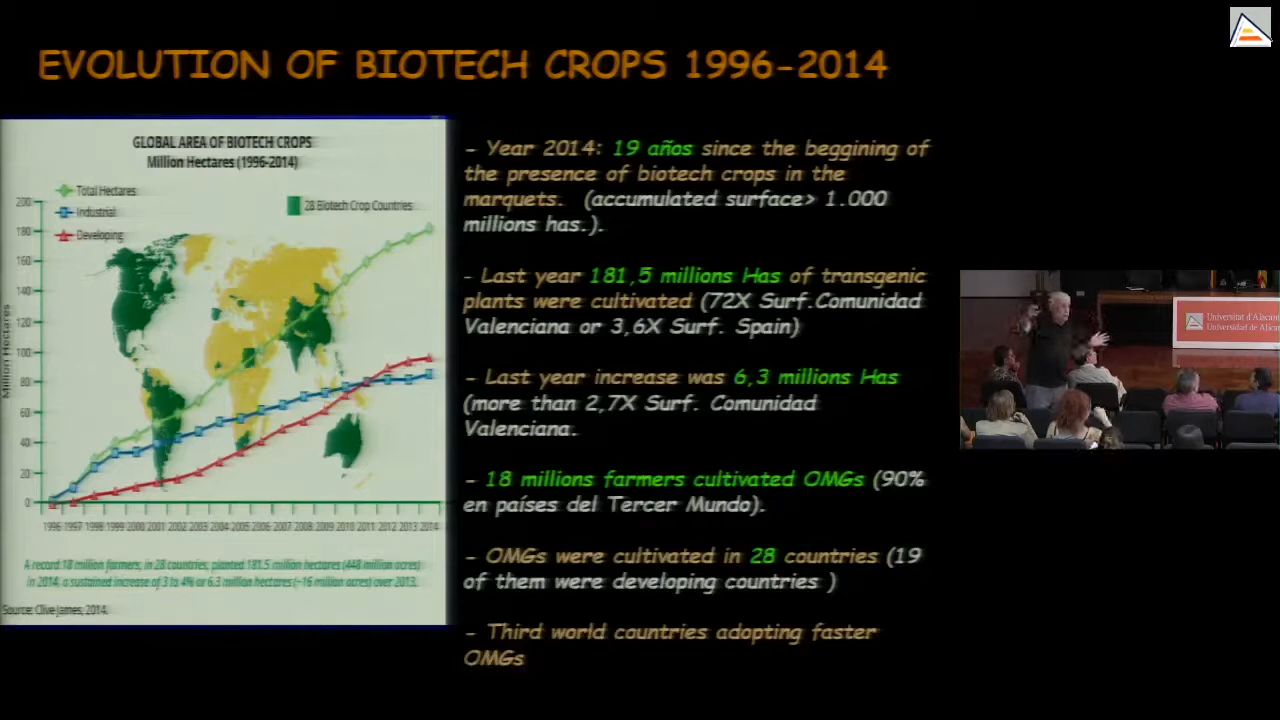 EVOLUTION OF BIOTECH CROPS 1996-2014
GLOBAL AREA OF BIOTECH CROPS
Million Hectares (1996-2014)
Total Hectares
Industrial
Developing
28 Biotech Crop Countries
Million Hectares
200
180
160
140
120
100
80
60
40
20
0
1996 1997 1998 1999 2000 2001 2002 2003 2004 2005 2006 2007 2008 2009 2010 2011 2012 2013 2014
A record 18 million farmers, in 28 countries, planted 181.5 million hectares (448 million acres)
in 2014, a sustained increase of 3 to 4% or 6.3 million hectares (~16 million acres) over 2013.
Source: Clive James, 2014.
- Year 2014: 19 años since the beggining of
the presence of biotech crops in the
marquets. (accumulated surface> 1.000
millions has.).
- Last year 181,5 millions Has of transgenic
plants were cultivated (72X Surf.Comunidad
Valenciana or 3,6X Surf. Spain)
- Last year increase was 6,3 millions Has
(more than 2,7X Surf. Comunidad
Valenciana.
- 18 millions farmers cultivated OMGs (90%
en países del Tercer Mundo).
- OMGs were cultivated in 28 countries (19
of them were developing countries )
- Third world countries adopting faster
OMGs
Universitat d'Alacant
Universidad de Alicante